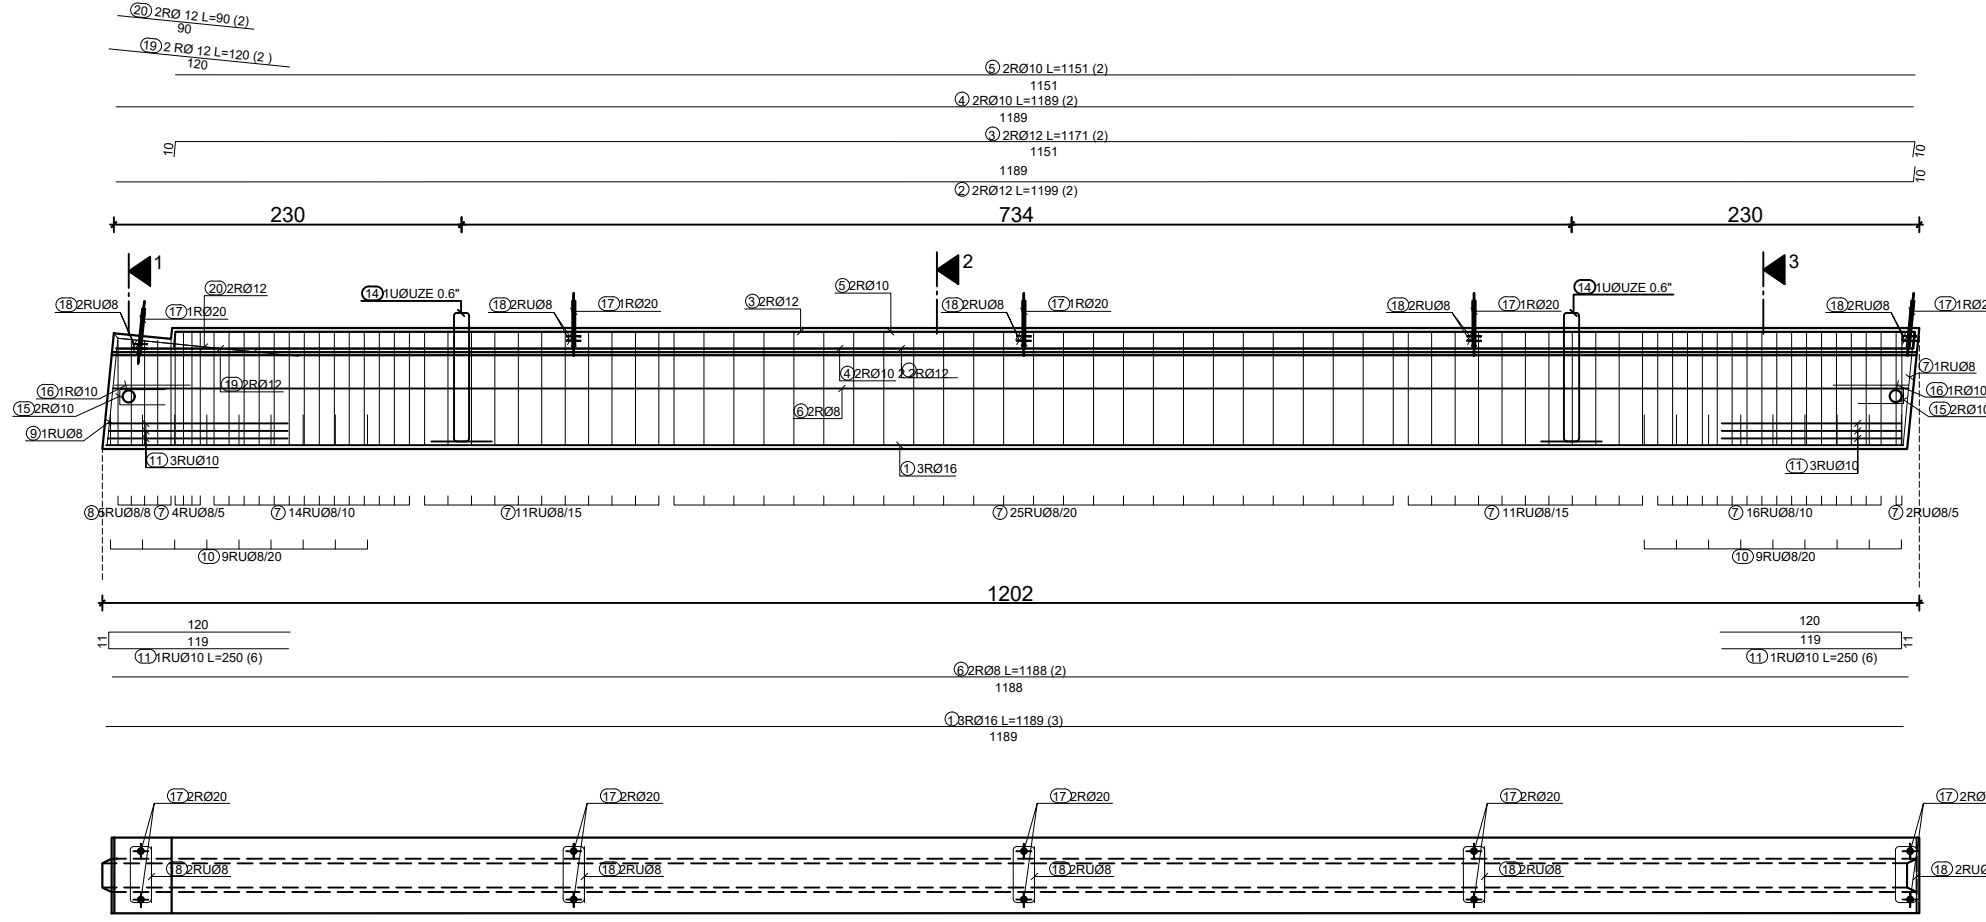 20 2RØ 12 L=90 (2)
90
19 2 RØ 12 L=120 (2 )
120
5 2RØ10 L=1151 (2)
1151
4 2RØ10 L=1189 (2)
1189
3 2RØ12 L=1171 (2)
10 1151 10
1189 10
2 2RØ12 L=1199 (2)
230 734 230
1 2 3
18 2RUØ8 17 1RØ20 20 2RØ12 14 1UØUZE 0.6" 18 2RUØ8 17 1RØ20 3 2RØ12 5 2RØ10 18 2RUØ8 17 1RØ20 18 2RUØ8 17 1RØ20 14 1UØUZE 0.6" 18 2RUØ8 17 1RØ2
16 1RØ10 19 2RØ12 4 2RØ10 2 2RØ12 7 1RUØ8
15 2RØ10 6 2RØ8 16 1RØ10
9 1RUØ8 15 2RØ10
11 3RUØ10 1 3RØ16 11 3RUØ10
8 5RUØ8/8 7 4RUØ8/5 7 14RUØ8/10 7 11RUØ8/15 7 25RUØ8/20 7 11RUØ8/15 7 16RUØ8/10 7 2RUØ8/5
10 9RUØ8/20 10 9RUØ8/20
1202
120 120
11 119 119 11
11 1RUØ10 L=250 (6) 11 1RUØ10 L=250 (6)
6 2RØ8 L=1188 (2)
1188
1 3RØ16 L=1189 (3)
1189
17 2RØ20 17 2RØ20 17 2RØ20 17 2RØ20 17 2RØ
18 2RUØ8 18 2RUØ8 18 2RUØ8 18 2RUØ8 18 2RUØ